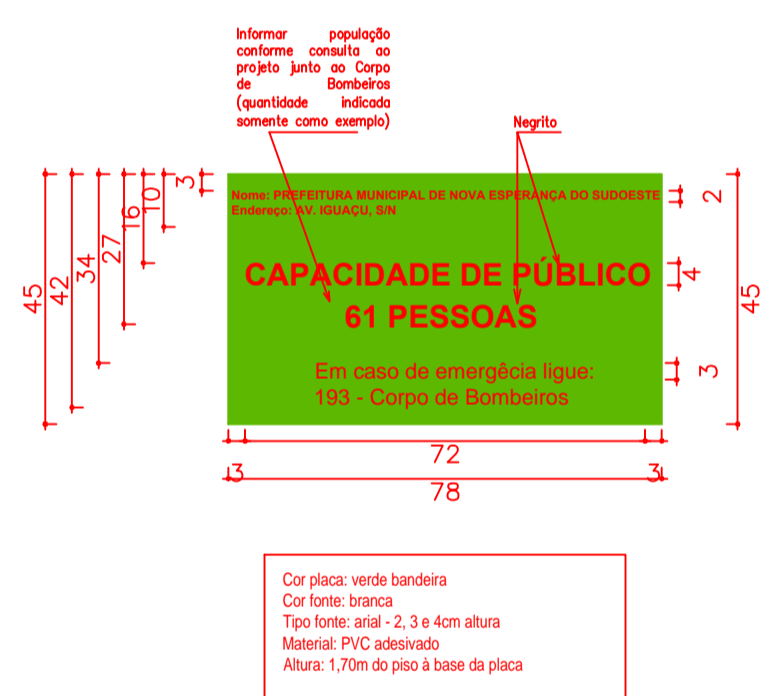 Informar população
conforme consulta ao
projeto junto ao Corpo
de Bombeiros
(quantidade indicada
somente como exemplo)
Negrito
3
10
16
27
34
42
45
Nome: PREFEITURA MUNICIPAL DE NOVA ESPERANÇA DO SUDOESTE
Endereço: AV. IGUAÇU, S/N
CAPACIDADE DE PÚBLICO
61 PESSOAS
Em caso de emergêcia ligue:
193 - Corpo de Bombeiros
2
4
3
45
72
3
3
78
Cor placa: verde bandeira
Cor fonte: branca
Tipo fonte: arial - 2, 3 e 4cm altura
Material: PVC adesivado
Altura: 1,70m do piso à base da placa